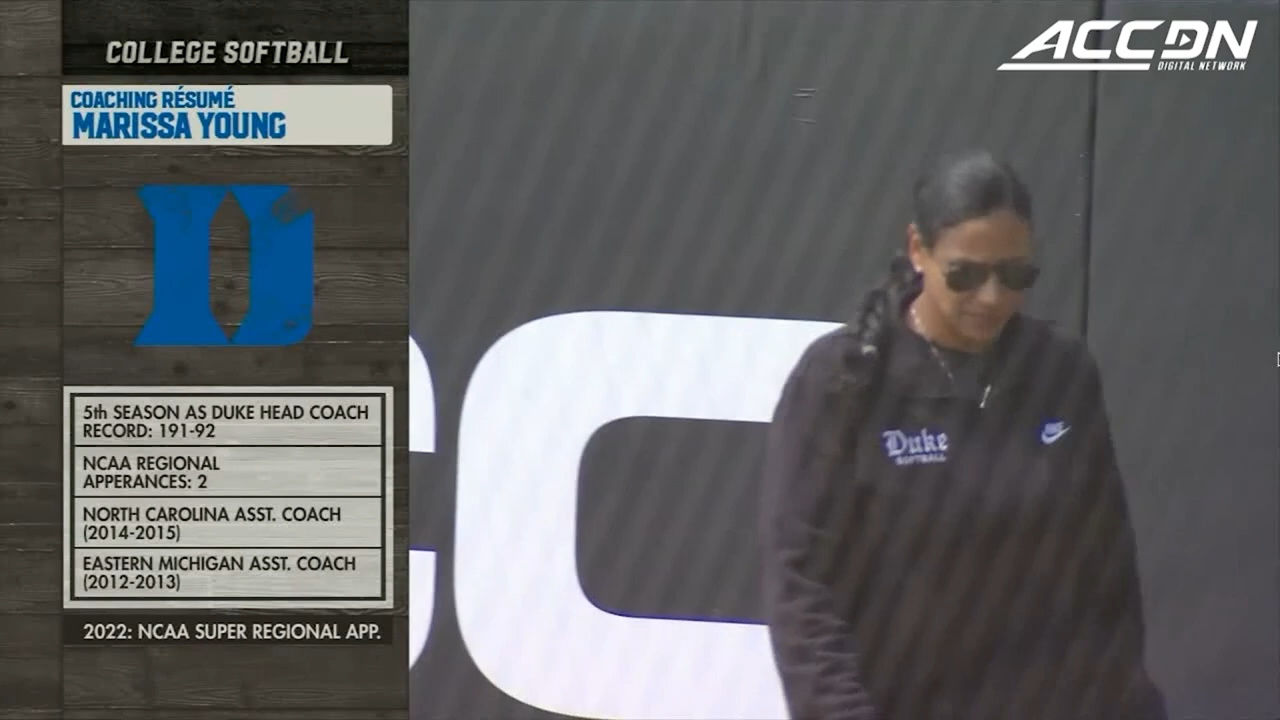 COLLEGE SOFTBALL
COACHING RÉSUMÉ
MARISSA YOUNG
D
5th SEASON AS DUKE HEAD COACH
RECORD: 191-92
NCAA REGIONAL
APPERANCES: 2
NORTH CAROLINA ASST. COACH
(2014-2015)
EASTERN MICHIGAN ASST. COACH
(2012-2013)
2022: NCAA SUPER REGIONAL APP.
ACCDN
DIGITAL NETWORK
Duke
SOFTBALL
NIKE
CC